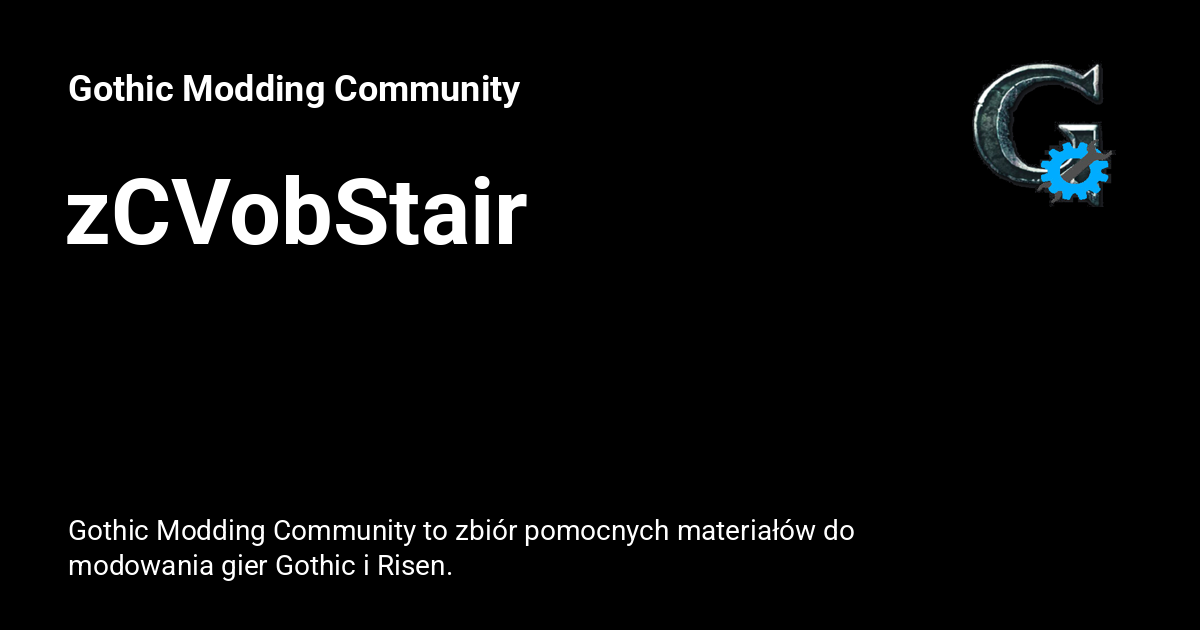 Gothic Modding Community
zCVobStair
Gothic Modding Community to zbiór pomocnych materiałów do
modowania gier Gothic i Risen.